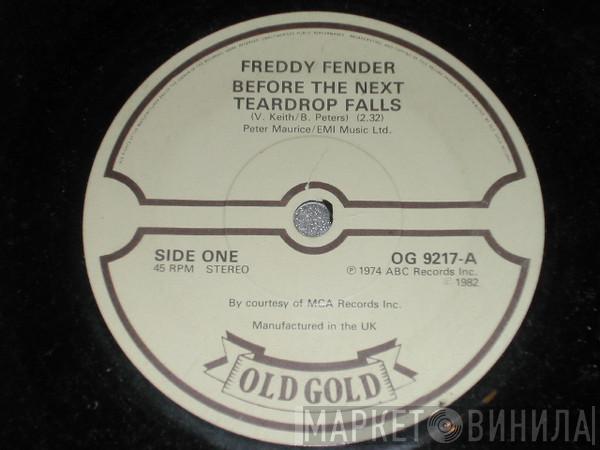 FREDDY FENDER
BEFORE THE NEXT
TEARDROP FALLS
(V. Keith/B. Peters) (2.32)
Peter Maurice/EMI Music Ltd.
SIDE ONE
45 RPM STEREO
OG 9217-A
℗ 1974 ABC Records Inc.
© 1982
By courtesy of MCA Records Inc.
Manufactured in the UK
OLD GOLD
МАРКЕТ ВИНИЛА